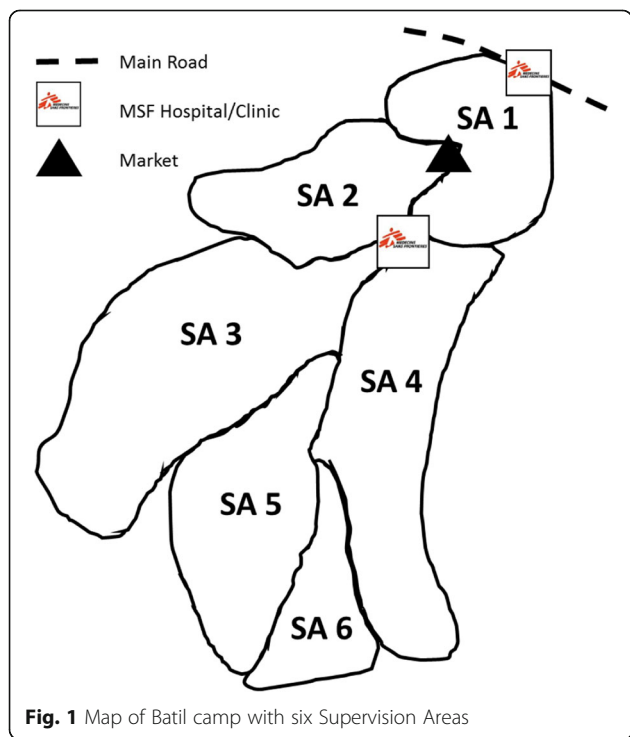 Main Road
MSF Hospital/Clinic
Market
SA 1
SA 2
SA 3
SA 4
SA 5
SA 6
Fig. 1 Map of Batil camp with six Supervision Areas